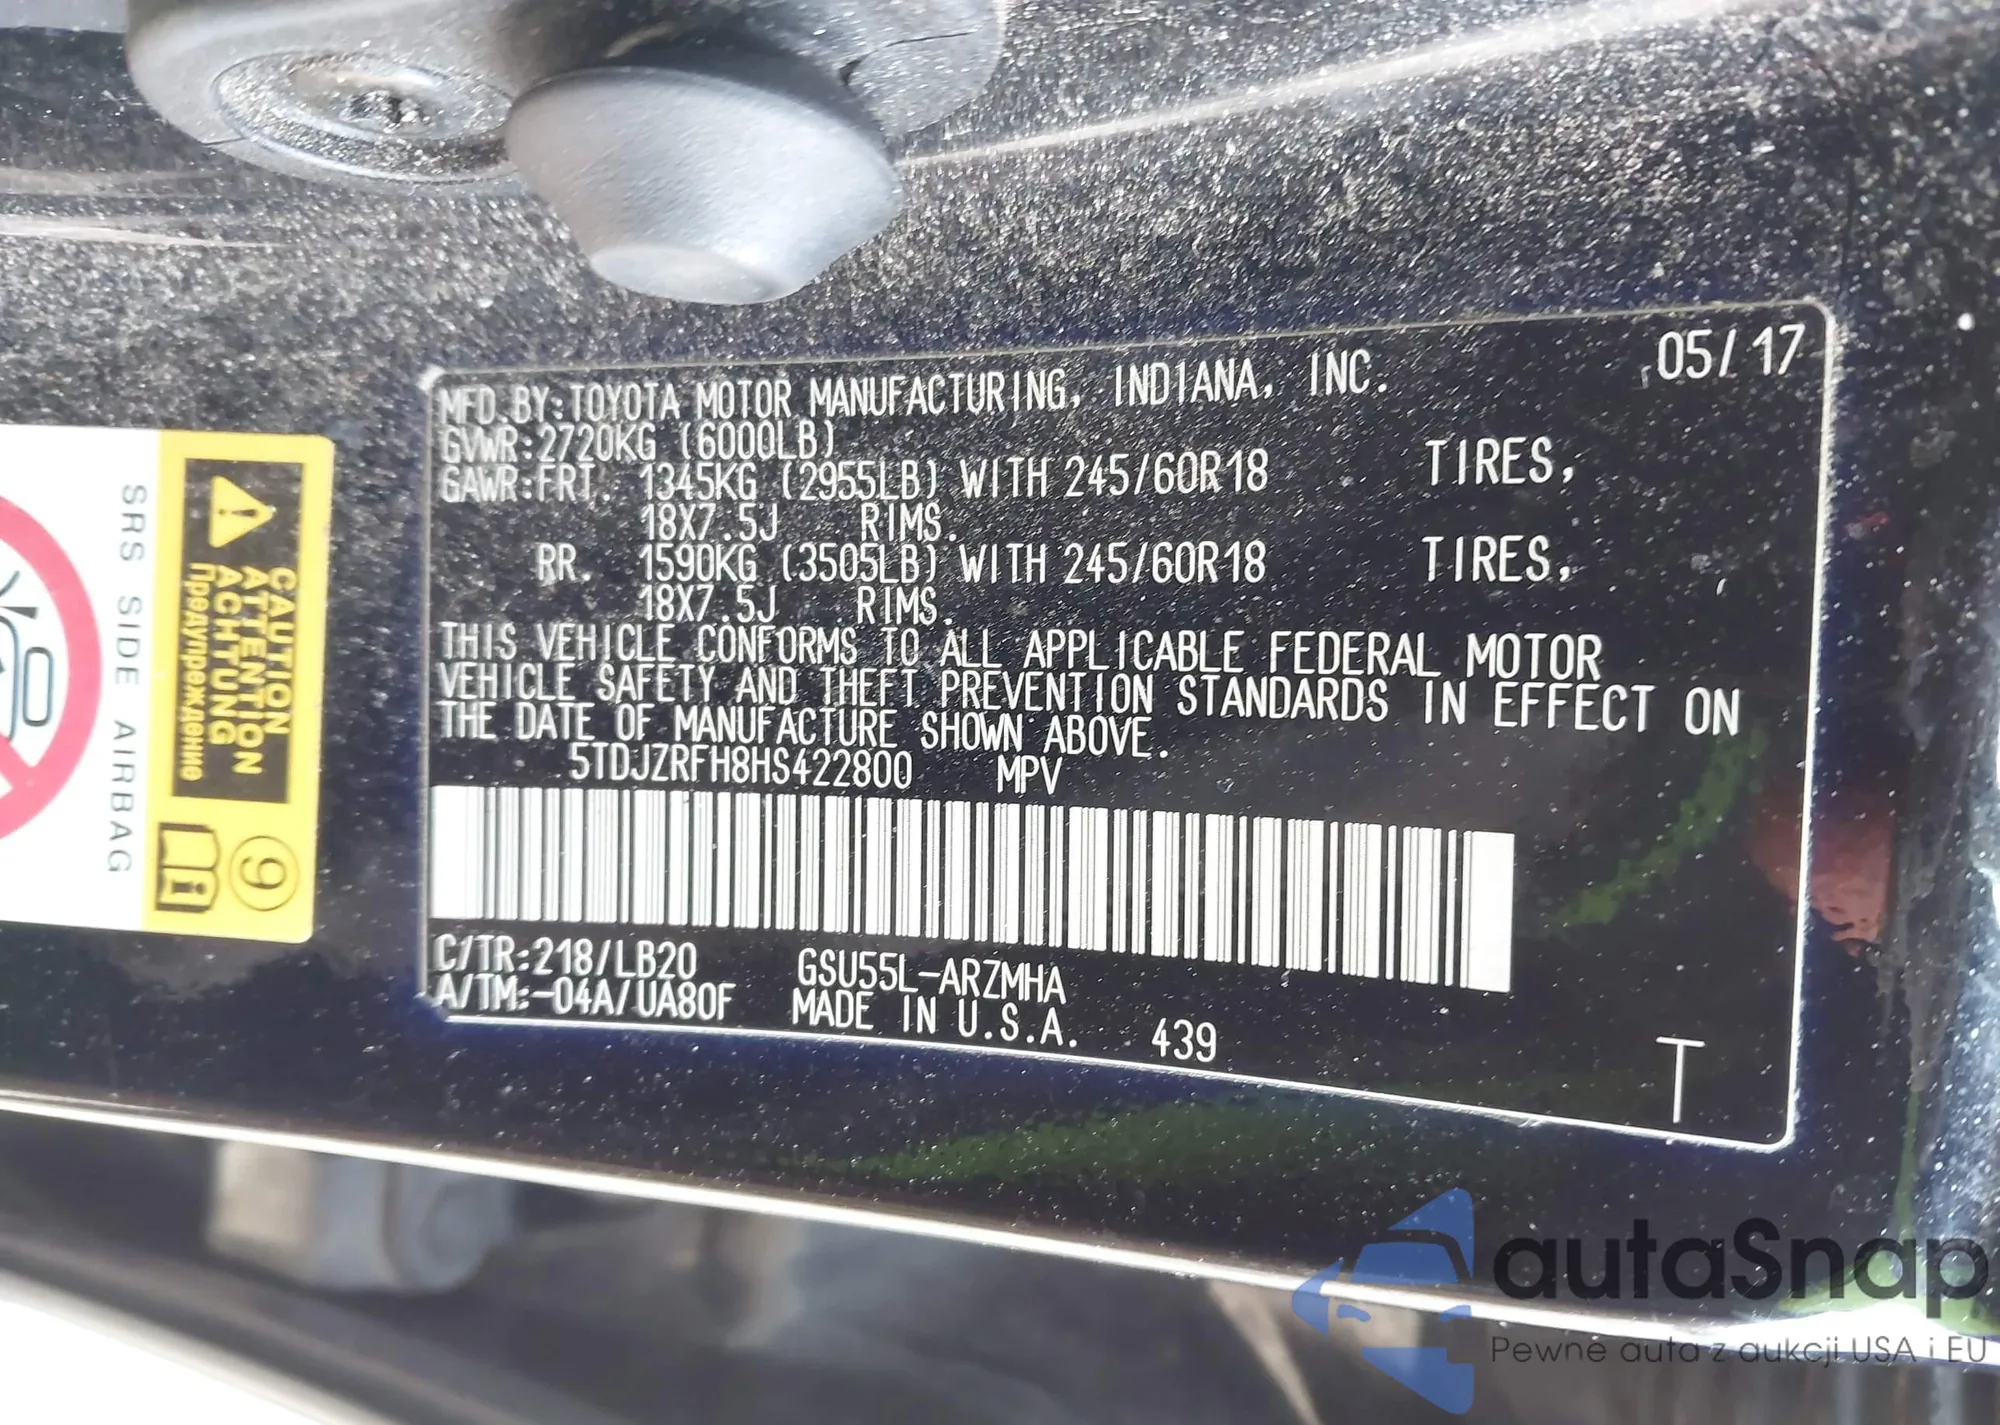 05/17
MFD.BY:TOYOTA MOTOR MANUFACTURING, INDIANA, INC.
GVWR:2720KG (6000LB)
GAWR:FRT. 1345KG (2955LB) WITH 245/60R18 TIRES,
18X7.5J RIMS.
RR. 1590KG (3505LB) WITH 245/60R18 TIRES,
18X7.5J RIMS.
THIS VEHICLE CONFORMS TO ALL APPLICABLE FEDERAL MOTOR
VEHICLE SAFETY AND THEFT PREVENTION STANDARDS IN EFFECT ON
THE DATE OF MANUFACTURE SHOWN ABOVE.
5TDJZRFH8HS422800 MPV
C/TR:218/LB20 GSU55L-ARZMHA
A/TM:-04A/UA80F MADE IN U.S.A. 439
T
CAUTION
ATTENTION
ACHTUNG
Предупреждение
9
SRS SIDE AIRBAG
autaSnap
Pewne auta z aukcji USA i EU